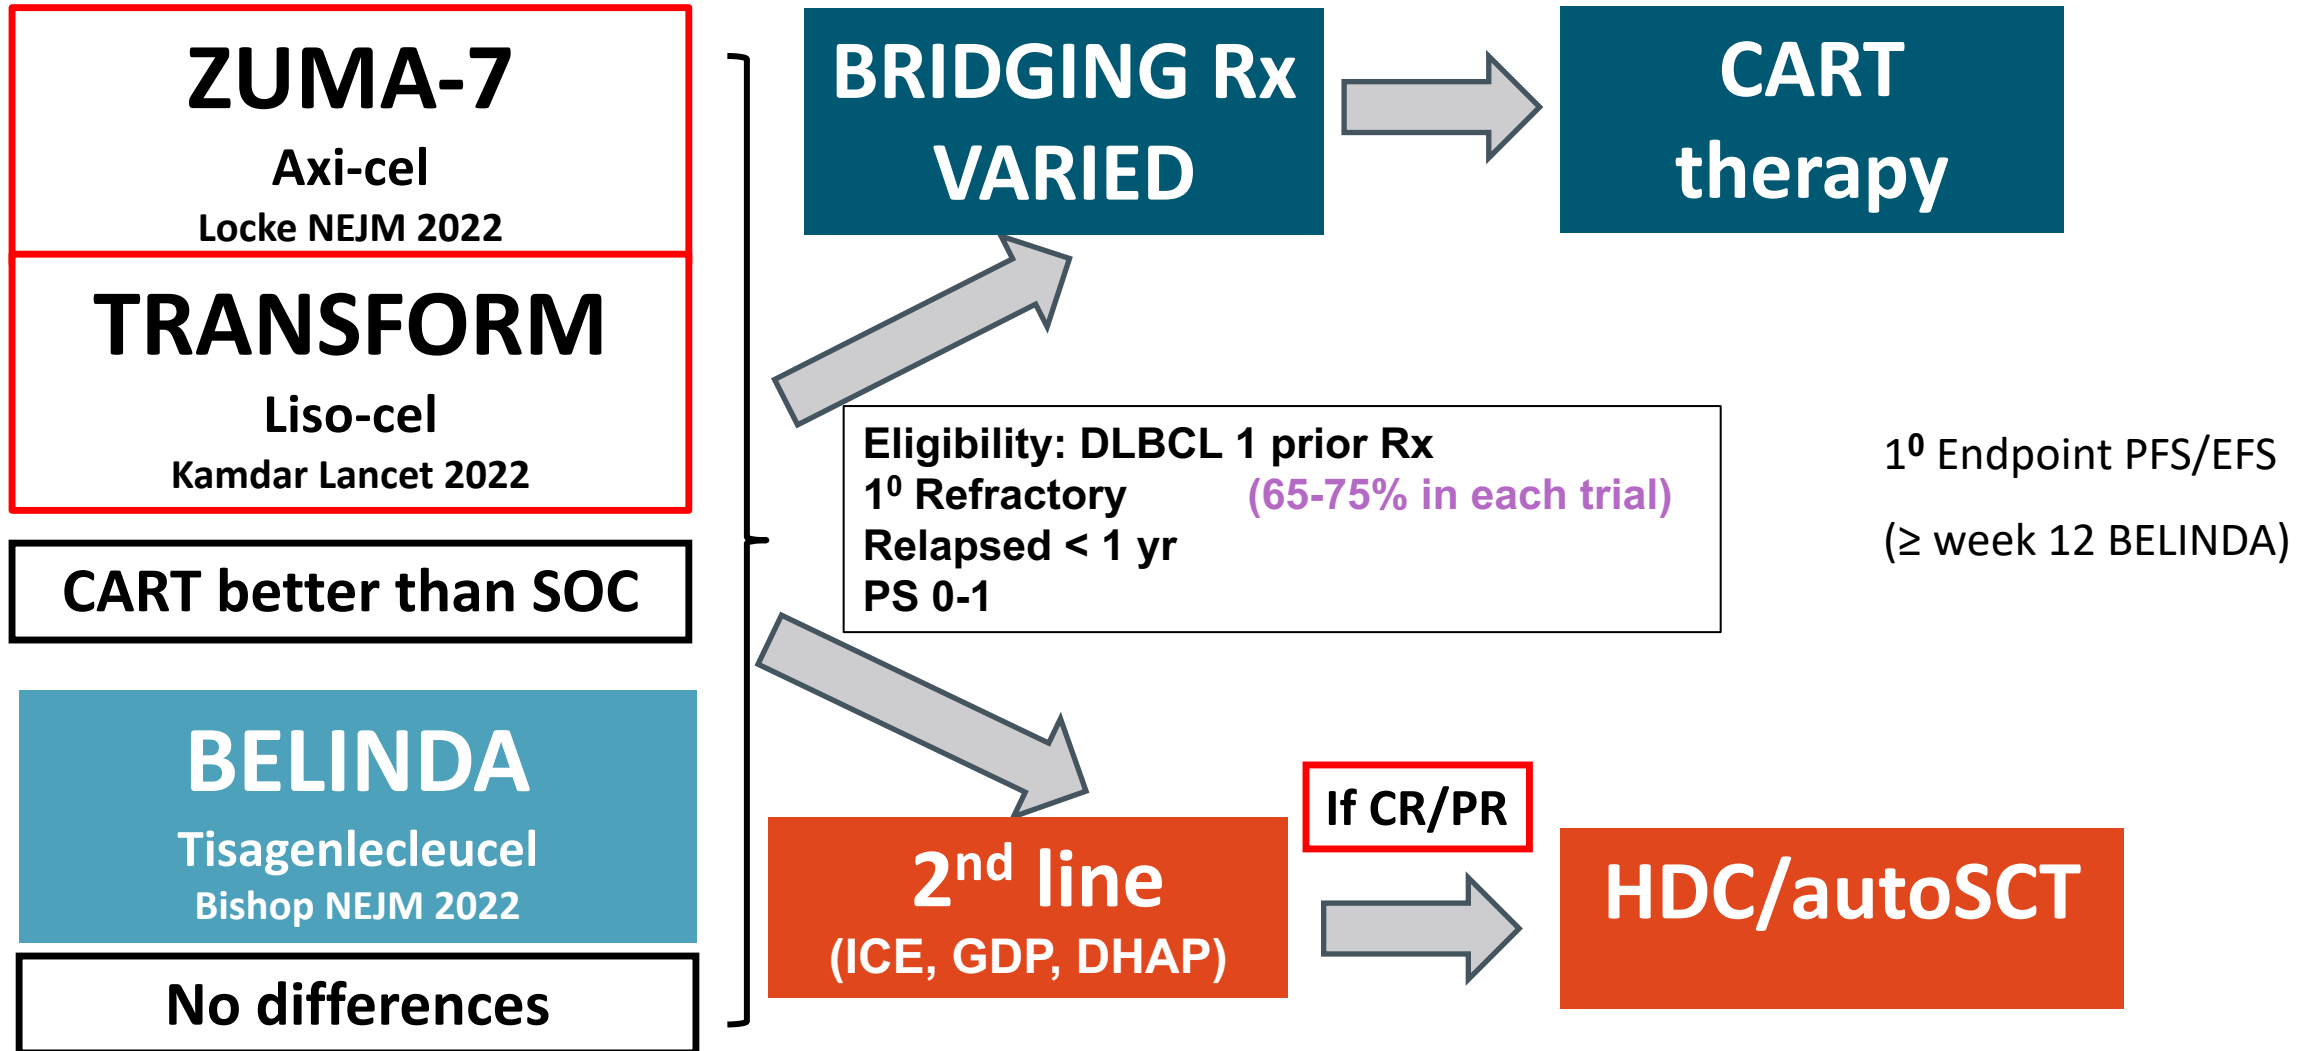 ZUMA-7
Axi-cel
Locke NEJM 2022
TRANSFORM
Liso-cel
Kamdar Lancet 2022
CART better than SOC
BELINDA
Tisagenlecleucel
Bishop NEJM 2022
No differences
BRIDGING Rx
VARIED
CART
therapy
Eligibility: DLBCL 1 prior Rx
1⁰ Refractory (65-75% in each trial)
Relapsed < 1 yr
PS 0-1
1⁰ Endpoint PFS/EFS
(≥ week 12 BELINDA)
2ⁿᵈ line
(ICE, GDP, DHAP)
If CR/PR
HDC/autoSCT